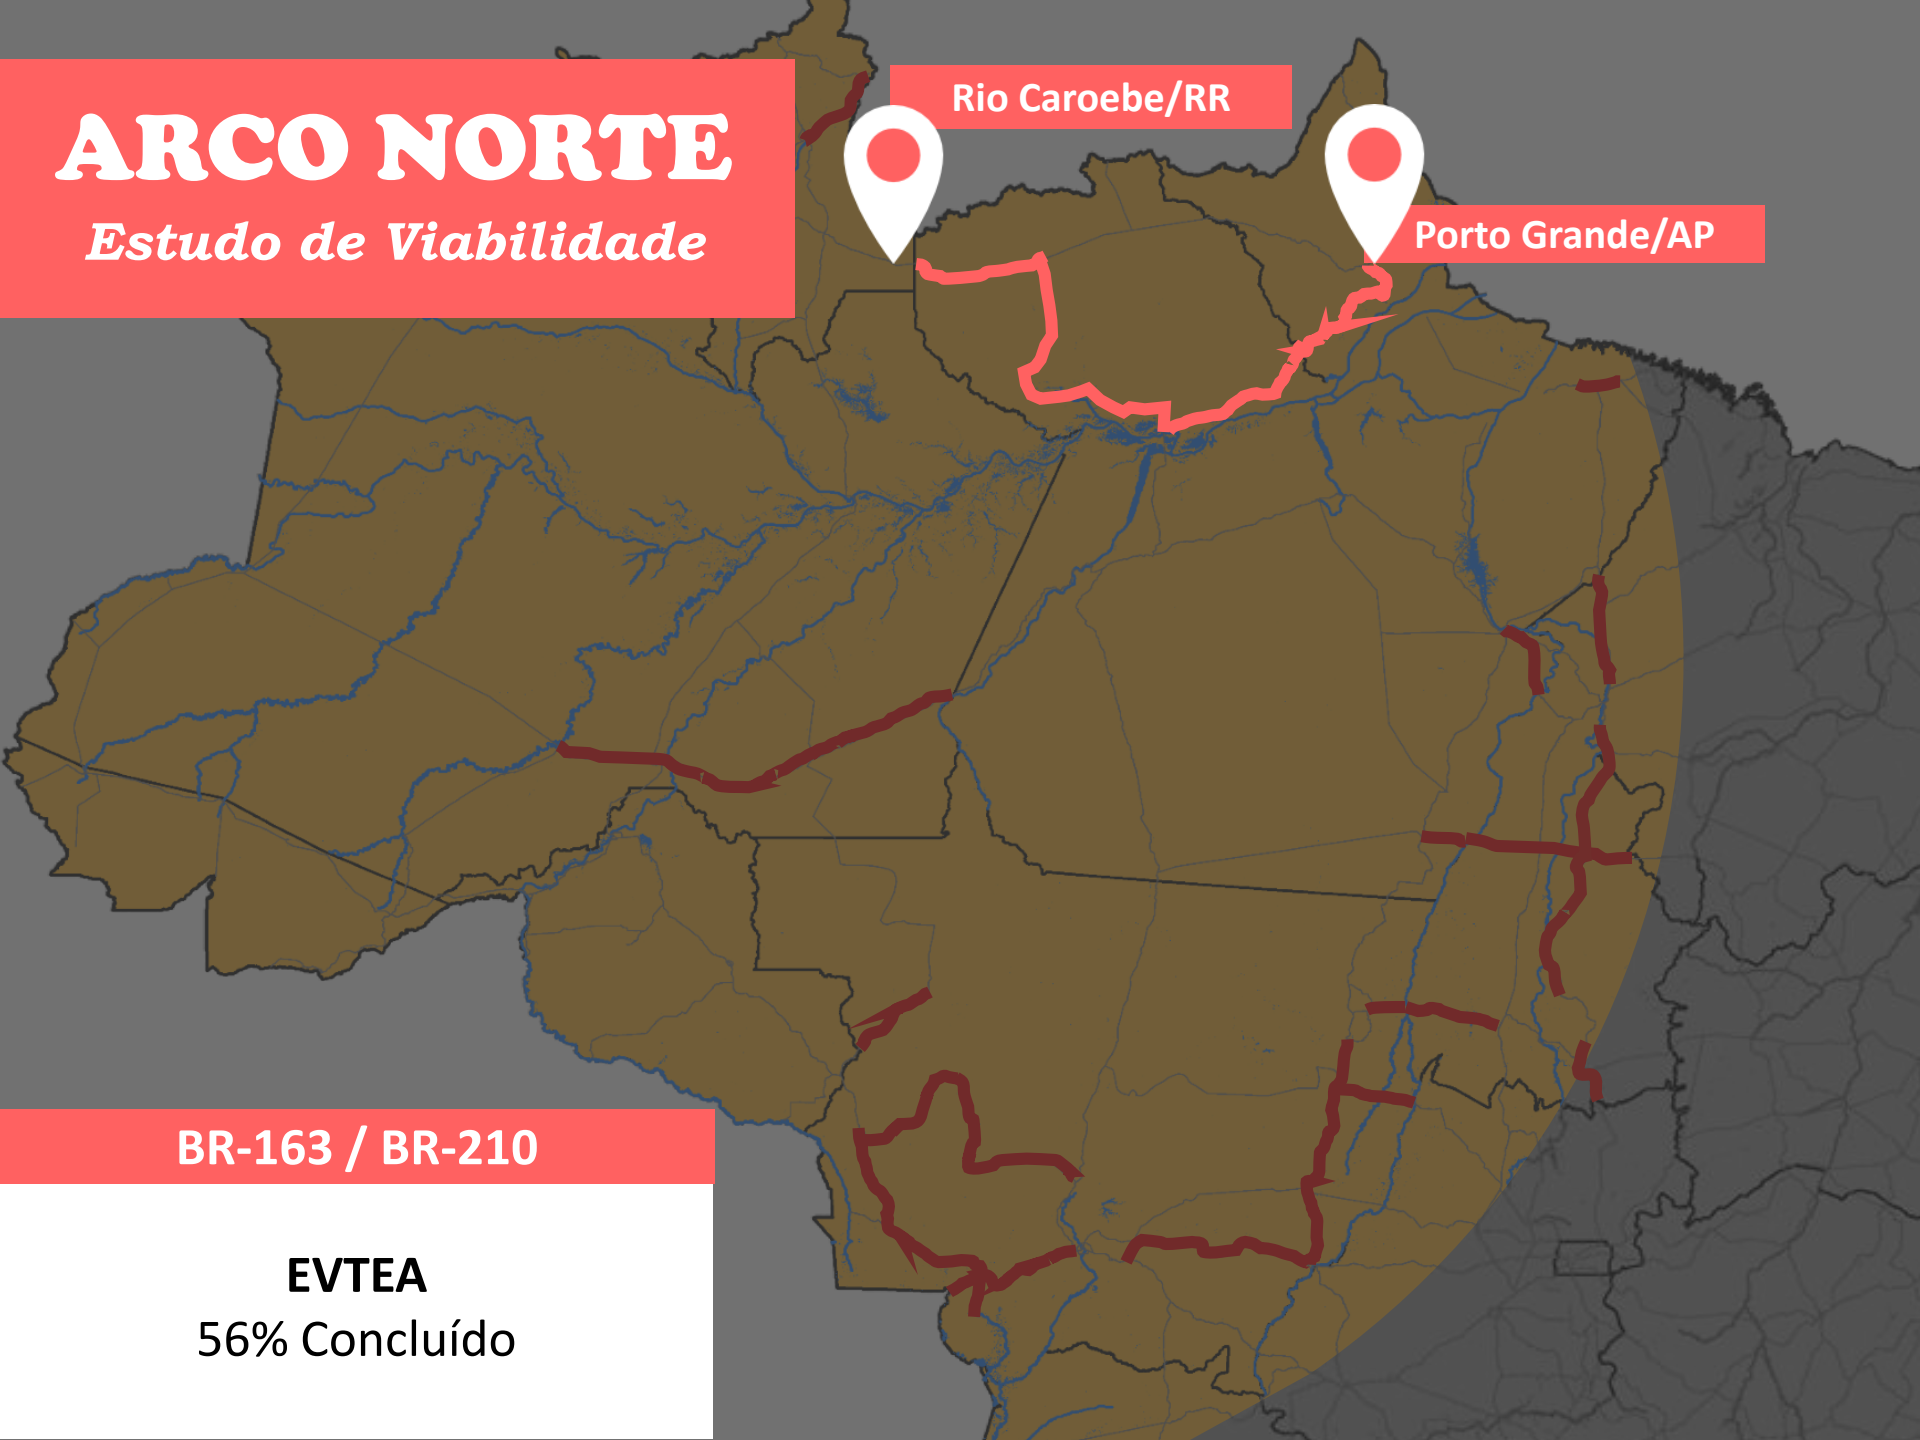 ARCO NORTE
Estudo de Viabilidade
Rio Caroebe/RR
Porto Grande/AP
BR-163 / BR-210
EVTEA
56% Concluído